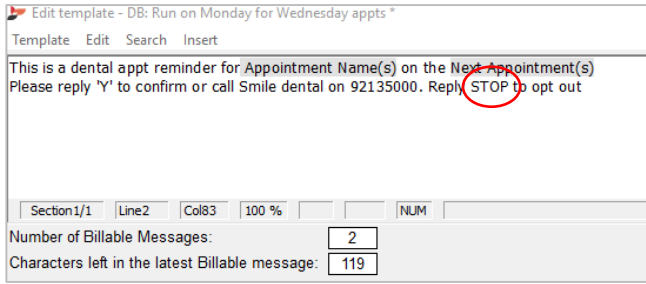 Edit template - DB: Run on Monday for Wednesday appts *
Template Edit Search Insert
This is a dental appt reminder for Appointment Name(s) on the Next Appointment(s)
Please reply 'Y' to confirm or call Smile dental on 92135000. Reply STOP to opt out
Section1/1 Line2 Col83 100 % NUM
Number of Billable Messages: 2
Characters left in the latest Billable message: 119